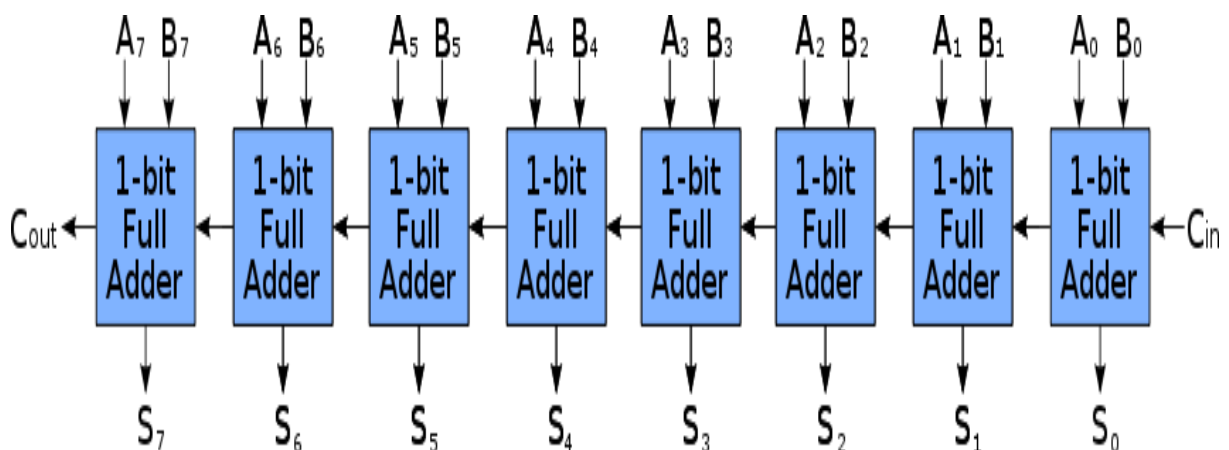 A₇ B₇ A₆ B₆ A₅ B₅ A₄ B₄ A₃ B₃ A₂ B₂ A₁ B₁ A₀ B₀
1-bit 1-bit 1-bit 1-bit 1-bit 1-bit 1-bit 1-bit
Cout Full Full Full Full Full Full Full Full Cin
Adder Adder Adder Adder Adder Adder Adder Adder
S₇ S₆ S₅ S₄ S₃ S₂ S₁ S₀